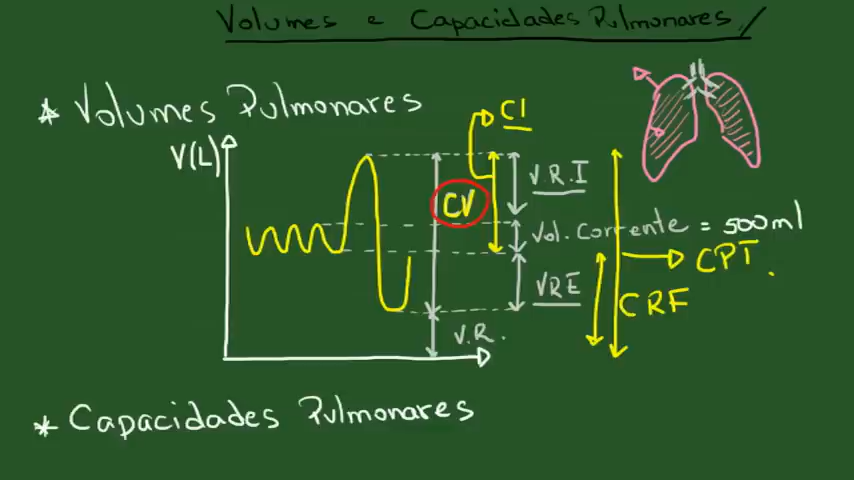 Volumes e Capacidades Pulmonares
* Volumes Pulmonares
V(L)
CI
CV
V.R.I
Vol. Corrente = 500ml
VRE
CPT
CRF
V.R.
* Capacidades Pulmonares